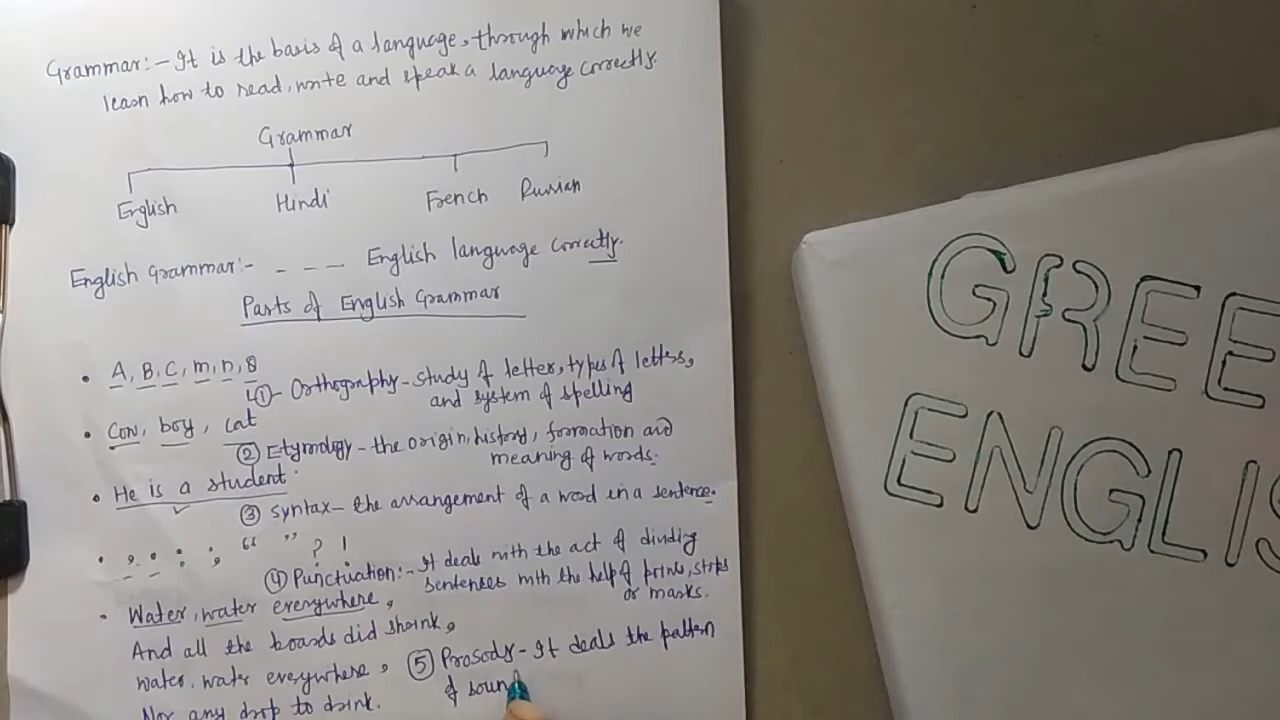 Grammar:- It is the basis of a language, through which we
learn how to read, write and speak a language correctly.
Grammar
English Hindi French Russian
English Grammar:- - - - English language correctly.
Parts of English Grammar
• A, B, C, m, n, o
① - Orthography - study of letter, types of letters,
and system of spelling
• Cow, boy, cat
② Etymology - the origin, history, formation and
meaning of words.
• He is a student.
③ Syntax - the arrangement of a word in a sentence.
• , . : ; “ ” ? !
④ Punctuation:- It deals with the act of dividing
sentences with the help of points, stops
or marks.
• Water, water everywhere,
And all the boards did shrink,
Water, water everywhere,
Nor any drop to drink.
⑤ Prosody - It deals the pattern
of soun
GREE
ENGLIS